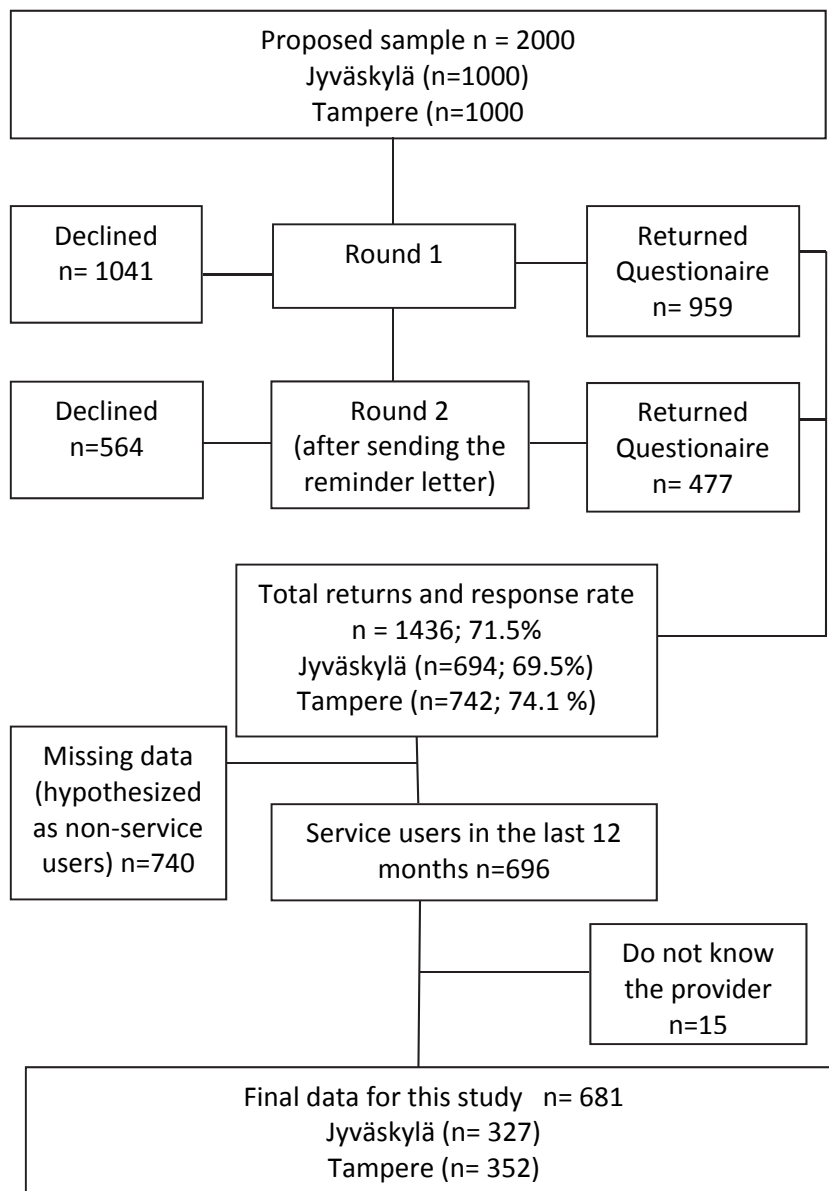 Proposed sample n = 2000
Jyväskylä (n=1000)
Tampere (n=1000
Declined
n= 1041
Round 1
Returned
Questionaire
n= 959
Declined
n=564
Round 2
(after sending the
reminder letter)
Returned
Questionaire
n= 477
Total returns and response rate
n = 1436; 71.5%
Jyväskylä (n=694; 69.5%)
Tampere (n=742; 74.1 %)
Missing data
(hypothesized
as non-service
users) n=740
Service users in the last 12
months n=696
Do not know
the provider
n=15
Final data for this study n= 681
Jyväskylä (n= 327)
Tampere (n= 352)